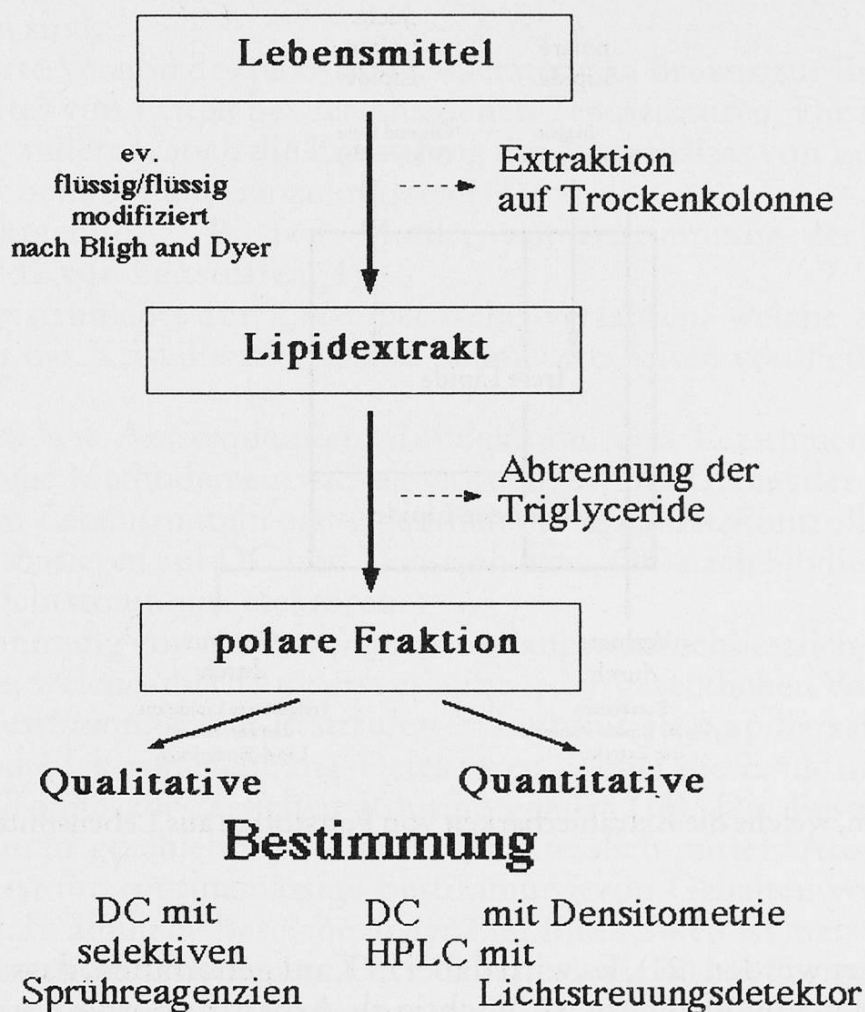 Lebensmittel
ev.
flüssig/flüssig
modifiziert
nach Bligh and Dyer
Extraktion
auf Trockenkolonne
Lipidextrakt
Abtrennung der
Triglyceride
polare Fraktion
Qualitative
Quantitative
Bestimmung
DC mit
selektiven
Sprühreagenzien
DC mit Densitometrie
HPLC mit
Lichtstreuungsdetektor